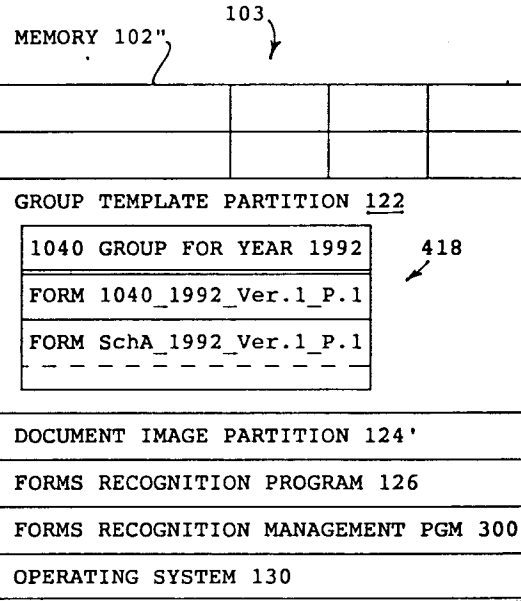 103
MEMORY 102"
GROUP TEMPLATE PARTITION 122
1040 GROUP FOR YEAR 1992
418
FORM 1040_1992_Ver.1_P.1
FORM SchA_1992_Ver.1_P.1
DOCUMENT IMAGE PARTITION 124'
FORMS RECOGNITION PROGRAM 126
FORMS RECOGNITION MANAGEMENT PGM 300
OPERATING SYSTEM 130